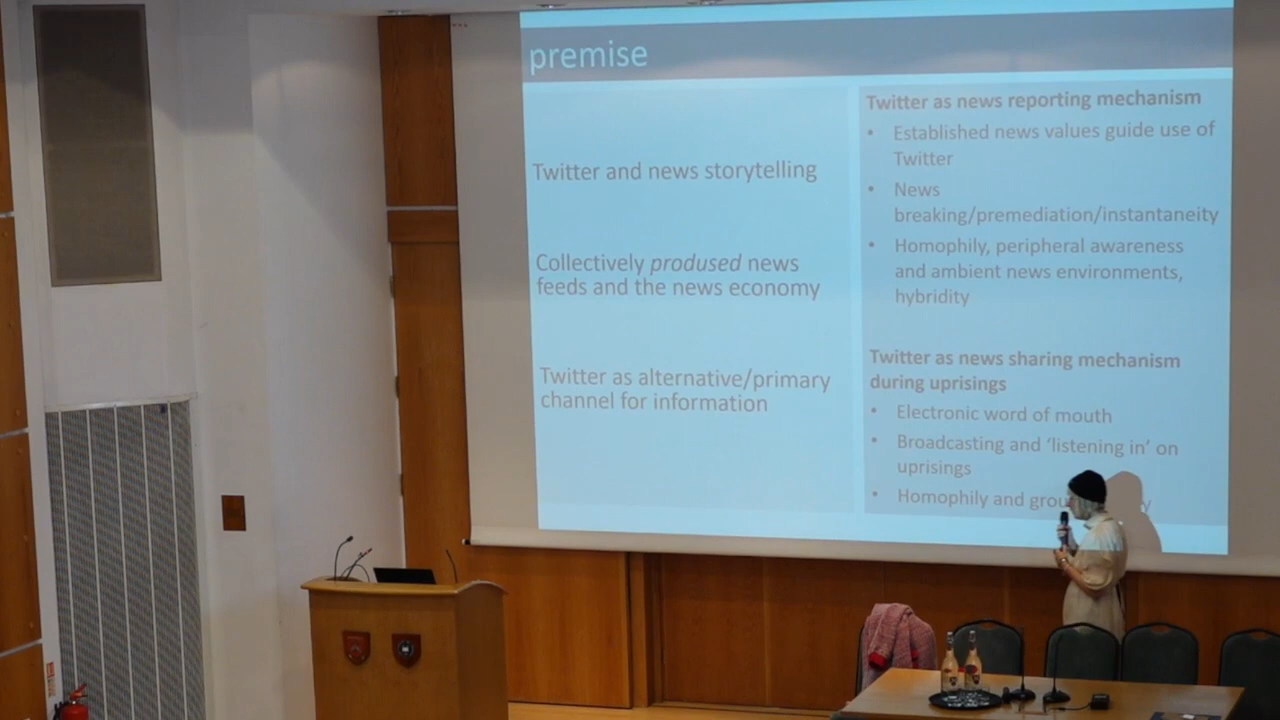 premise
Twitter and news storytelling
Collectively prodused news
feeds and the news economy
Twitter as alternative/primary
channel for information
Twitter as news reporting mechanism
• Established news values guide use of
Twitter
• News
breaking/premediation/instantaneity
• Homophily, peripheral awareness
and ambient news environments,
hybridity
Twitter as news sharing mechanism
during uprisings
• Electronic word of mouth
• Broadcasting and ‘listening in’ on
uprisings
• Homophily and